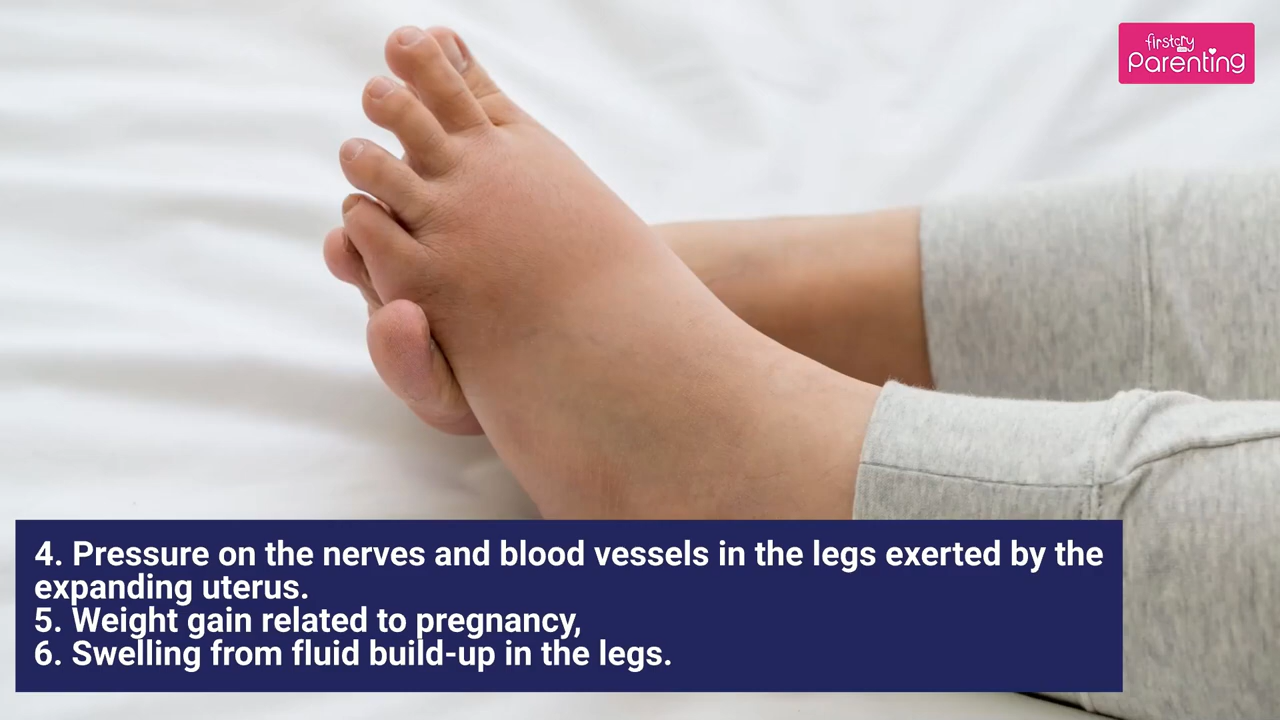 firstcry
Parenting
4. Pressure on the nerves and blood vessels in the legs exerted by the
expanding uterus.
5. Weight gain related to pregnancy,
6. Swelling from fluid build-up in the legs.